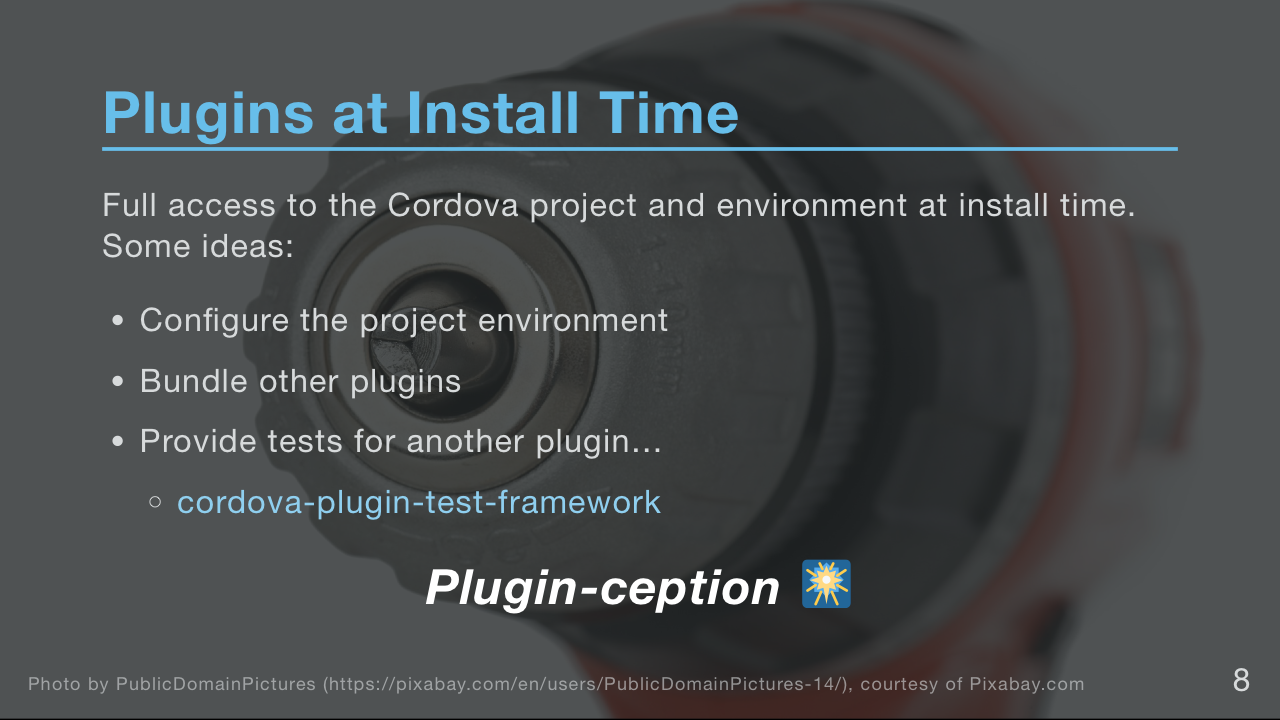 Plugins at Install Time
Full access to the Cordova project and environment at install time.
Some ideas:
• Configure the project environment
• Bundle other plugins
• Provide tests for another plugin…
◦ cordova-plugin-test-framework
Plugin-ception
Photo by PublicDomainPictures (https://pixabay.com/en/users/PublicDomainPictures-14/), courtesy of Pixabay.com
8